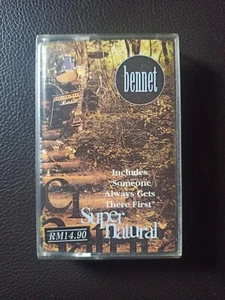 bennet
Includes
"Someone
Always Gets
There First"
Super
natural
RM14.90